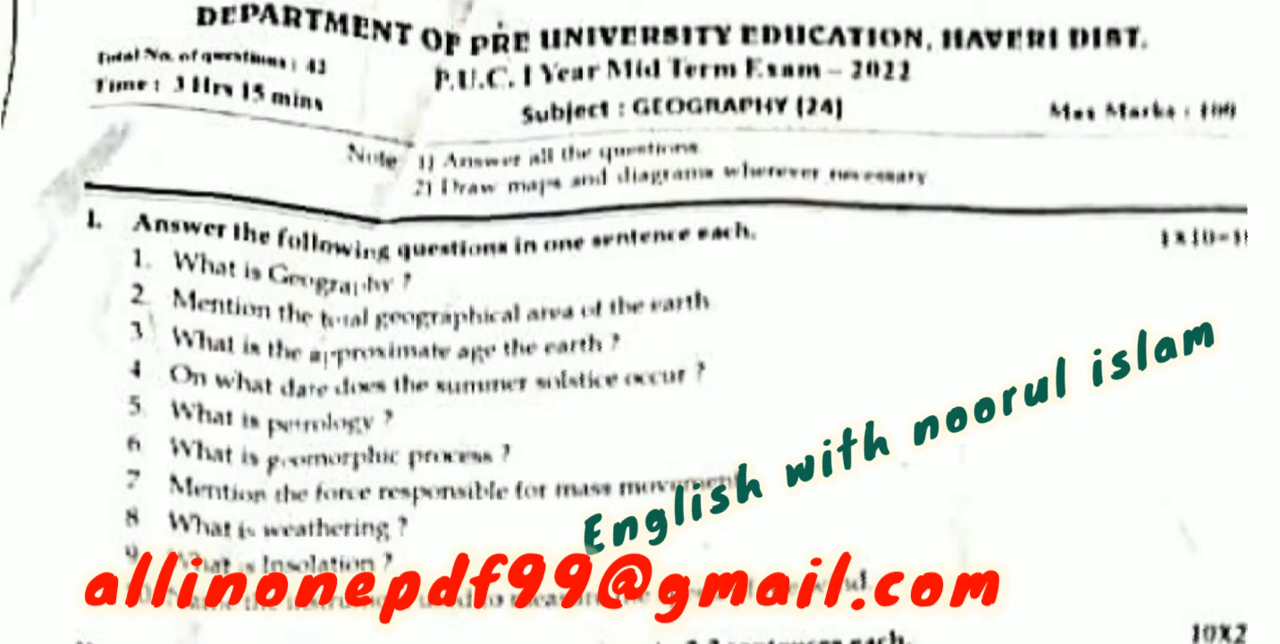 DEPARTMENT OF PRE UNIVERSITY EDUCATION, HAVERI DIST.
Total No. of questions : 43
P.U.C. I Year Mid Term Exam – 2022
Time : 3 Hrs 15 mins
Subject : GEOGRAPHY [24]
Max Marks : 100
Note 1) Answer all the questions
2) Draw maps and diagrams wherever necessary
I. Answer the following questions in one sentence each.
1. What is Geography ?
2. Mention the total geographical area of the earth
3. What is the approximate age the earth ?
4 On what date does the summer solstice occur ?
5. What is petrology ?
6 What is geomorphic process ?
7 Mention the force responsible for mass
English with noorul islam
8 What is weathering ?
9 What is Insolation ?
allinonepdf99@gmail.com
sentences each.
10X2